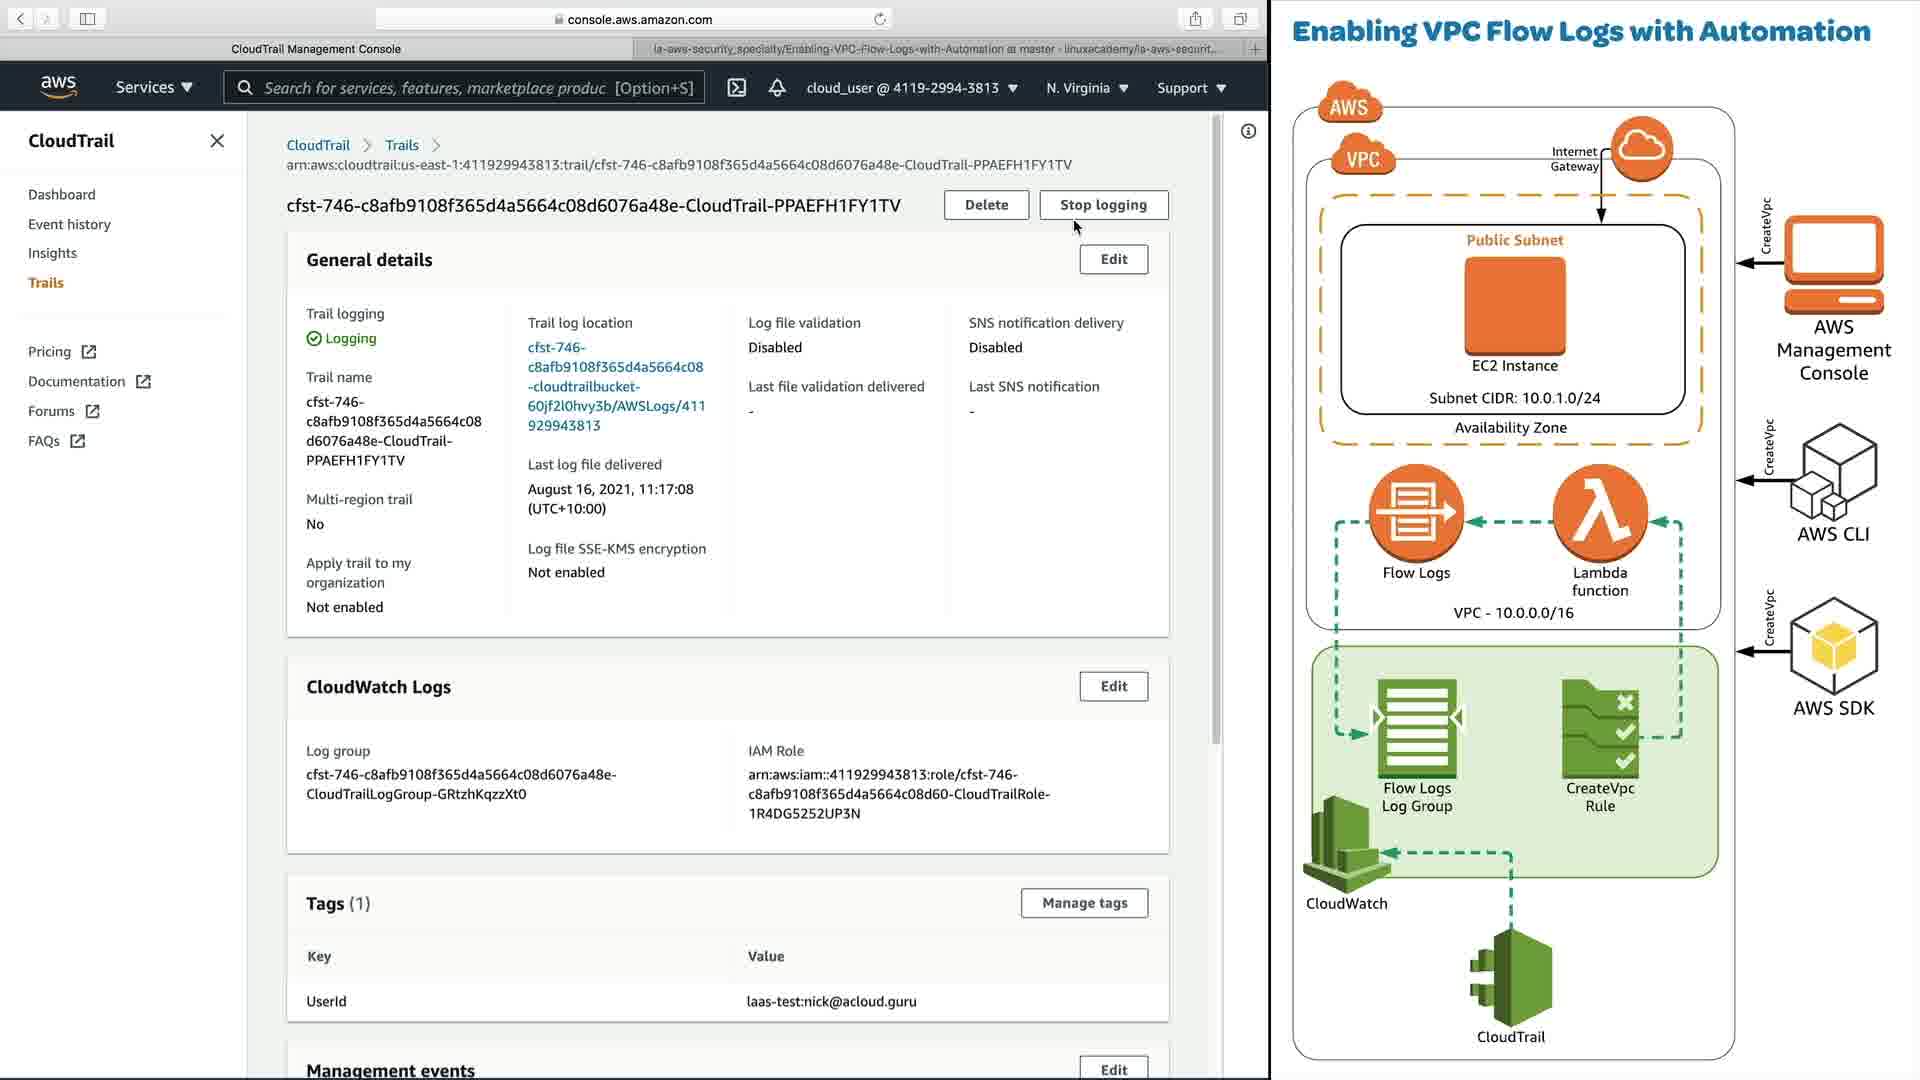 console.aws.amazon.com
CloudTrail Management Console
la-aws-security_specialty/Enabling-VPC-Flow-Logs-with-Automation at master · linuxacademy/la-aws-securit...
aws
Services
Search for services, features, marketplace produc [Option+S]
cloud_user @ 4119-2994-3813
N. Virginia
Support
CloudTrail
Dashboard
Event history
Insights
Trails
Pricing
Documentation
Forums
FAQs
CloudTrail
Trails
arn:aws:cloudtrail:us-east-1:411929943813:trail/cfst-746-c8afb9108f365d4a5664c08d6076a48e-CloudTrail-PPAEFH1FY1TV
cfst-746-c8afb9108f365d4a5664c08d6076a48e-CloudTrail-PPAEFH1FY1TV
Delete
Stop logging
General details
Edit
Trail logging
Logging
Trail name
cfst-746-
c8afb9108f365d4a5664c08
d6076a48e-CloudTrail-
PPAEFH1FY1TV
Multi-region trail
No
Apply trail to my
organization
Not enabled
Trail log location
cfst-746-
c8afb9108f365d4a5664c08
-cloudtrailbucket-
60jf2l0hvy3b/AWSLogs/411
929943813
Last log file delivered
August 16, 2021, 11:17:08
(UTC+10:00)
Log file SSE-KMS encryption
Not enabled
Log file validation
Disabled
Last file validation delivered
-
SNS notification delivery
Disabled
Last SNS notification
-
CloudWatch Logs
Edit
Log group
cfst-746-c8afb9108f365d4a5664c08d6076a48e-
CloudTrailLogGroup-GRtzhKqzzXt0
IAM Role
arn:aws:iam::411929943813:role/cfst-746-
c8afb9108f365d4a5664c08d60-CloudTrailRole-
1R4DG5252UP3N
Tags (1)
Manage tags
Key
Value
UserId
laas-test:nick@acloud.guru
Management events
Edit
Enabling VPC Flow Logs with Automation
AWS
VPC
Internet
Gateway
Public Subnet
EC2 Instance
Subnet CIDR: 10.0.1.0/24
Availability Zone
Flow Logs
Lambda
function
VPC - 10.0.0.0/16
Flow Logs
Log Group
CreateVpc
Rule
CloudWatch
CloudTrail
CreateVpc
AWS
Management
Console
CreateVpc
AWS CLI
CreateVpc
AWS SDK